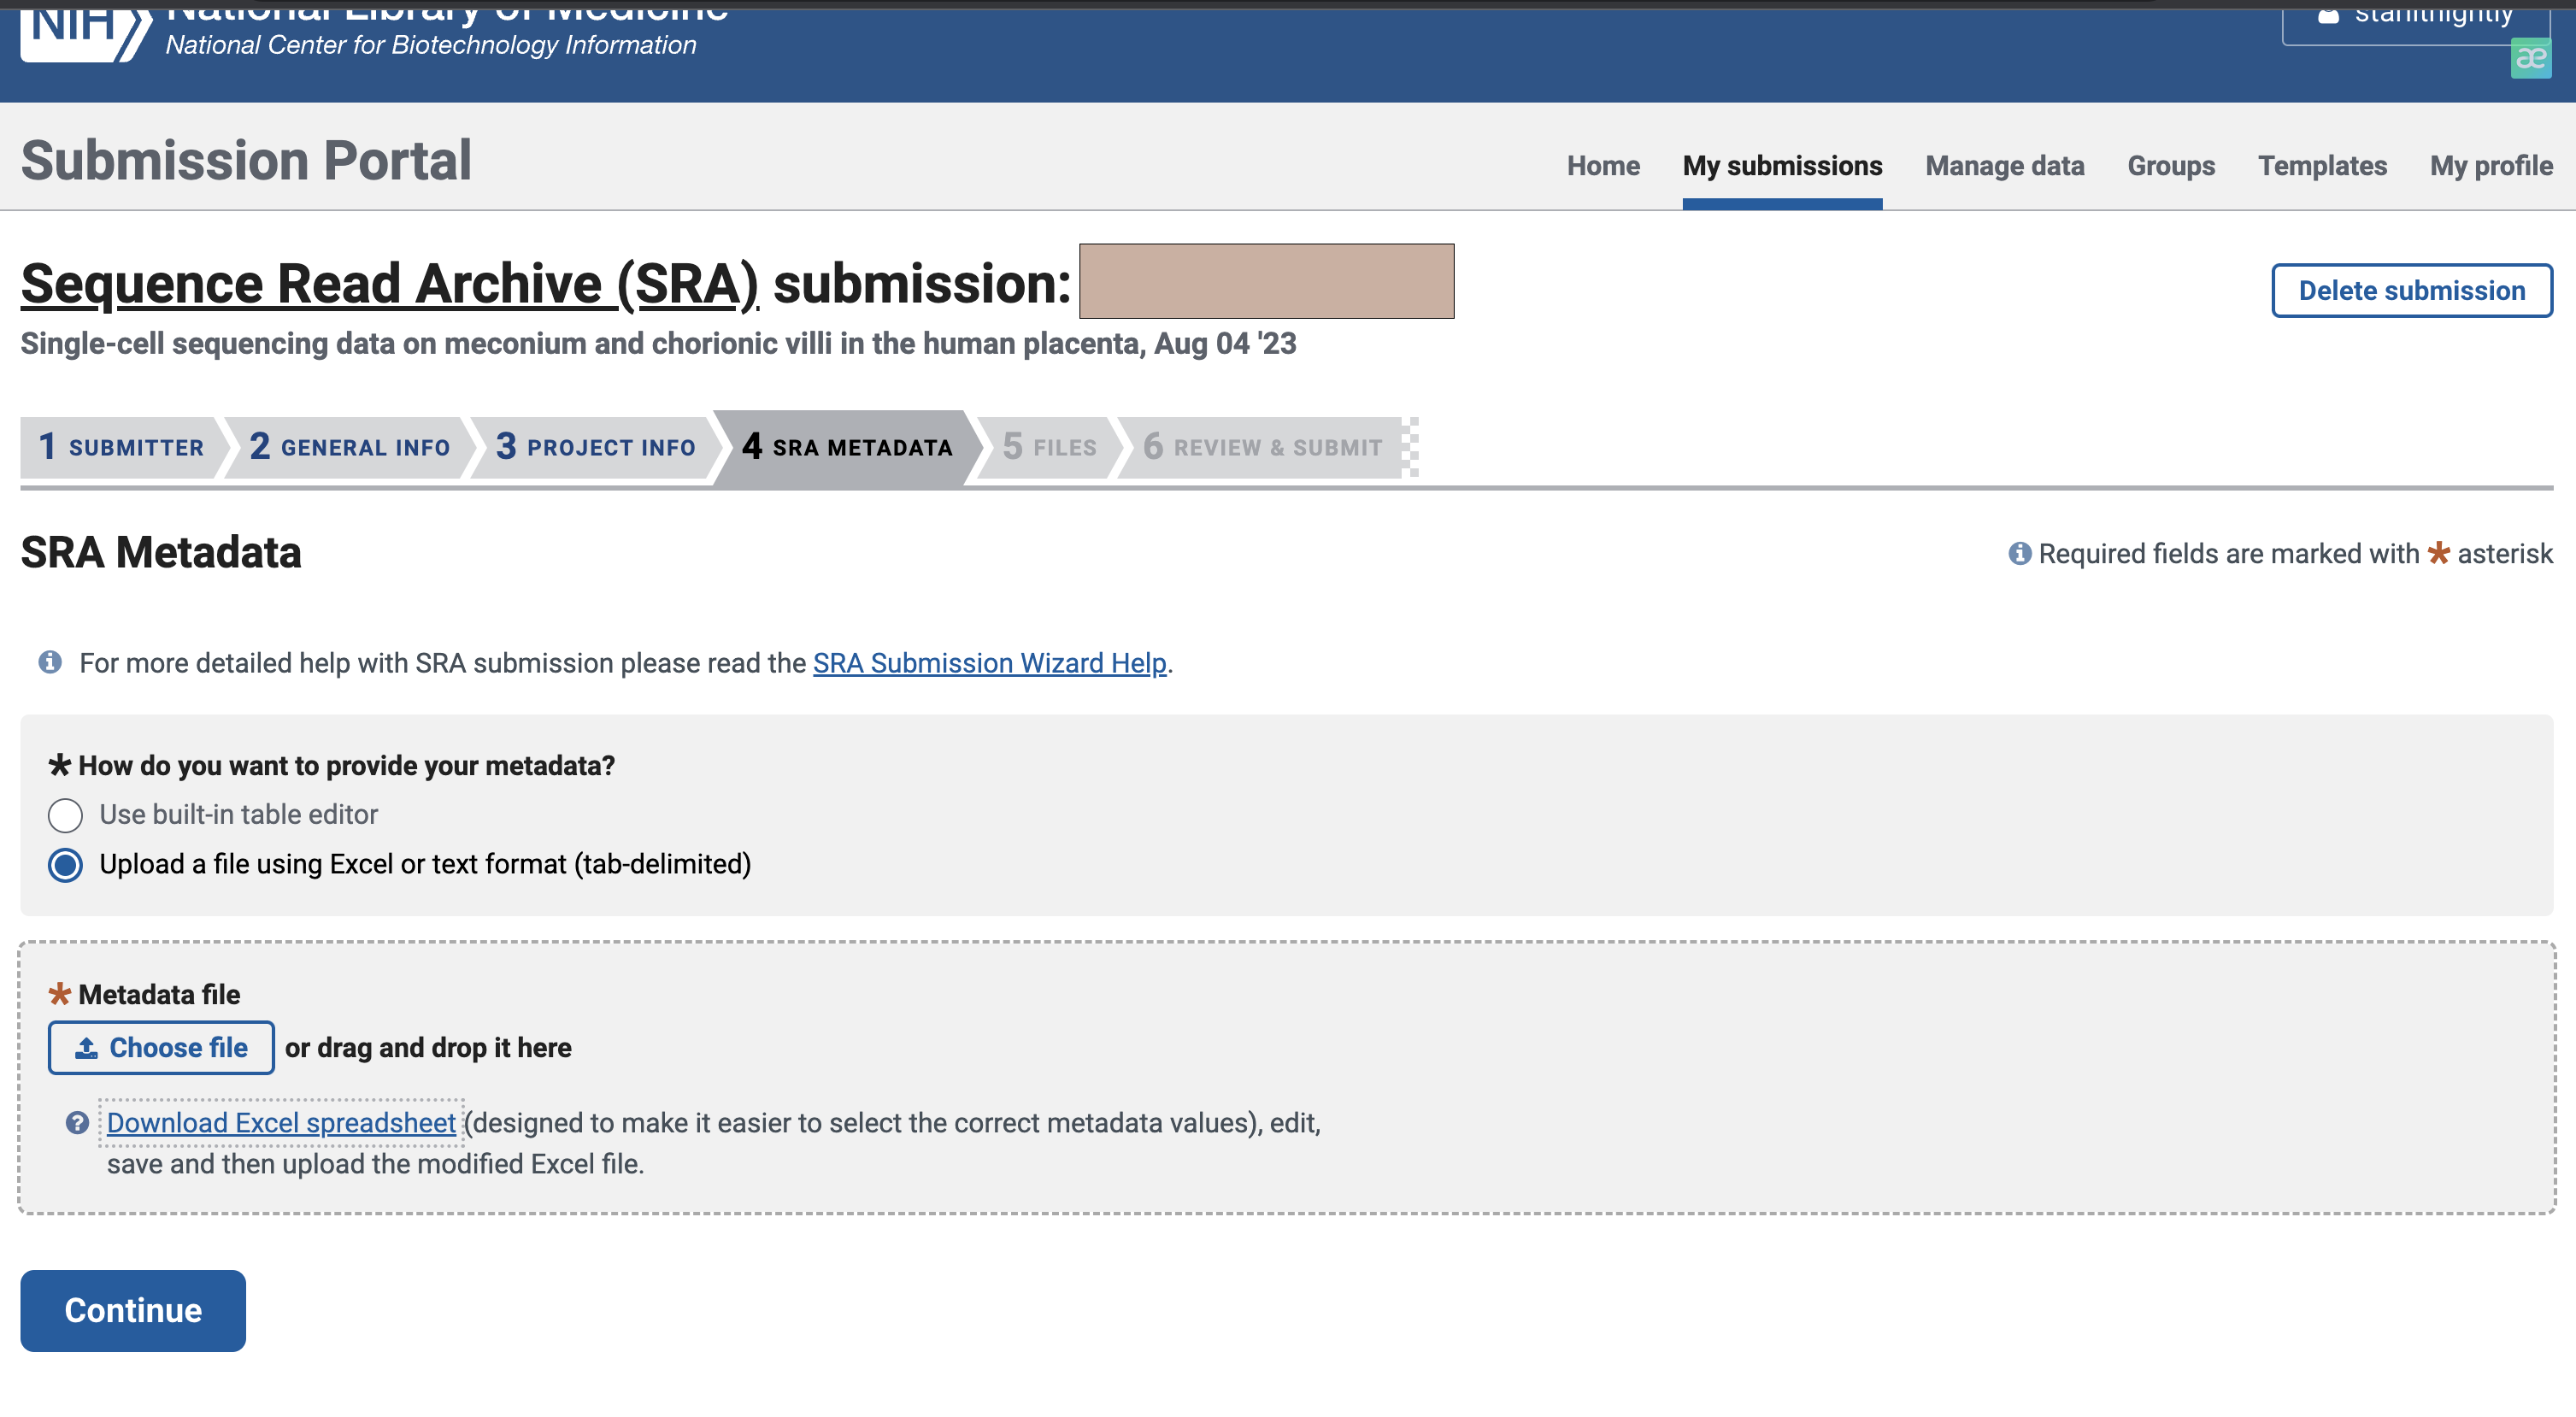 NIH National Library of Medicine
National Center for Biotechnology Information
æ
Submission Portal
Home My submissions Manage data Groups Templates My profile
Sequence Read Archive (SRA) submission:
Delete submission
Single-cell sequencing data on meconium and chorionic villi in the human placenta, Aug 04 '23
1 SUBMITTER 2 GENERAL INFO 3 PROJECT INFO 4 SRA METADATA 5 FILES 6 REVIEW & SUBMIT
SRA Metadata
Required fields are marked with * asterisk
For more detailed help with SRA submission please read the SRA Submission Wizard Help.
* How do you want to provide your metadata?
Use built-in table editor
Upload a file using Excel or text format (tab-delimited)
* Metadata file
Choose file or drag and drop it here
Download Excel spreadsheet (designed to make it easier to select the correct metadata values), edit,
save and then upload the modified Excel file.
Continue